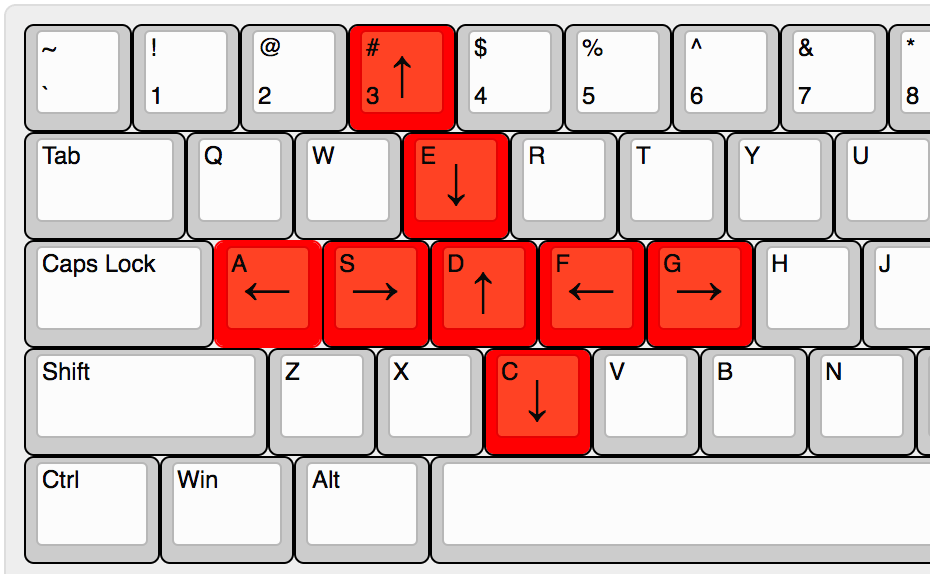 ~ ! @ # ↑ $ % ^ & *
` 1 2 3 4 5 6 7 8
Tab Q W E ↓ R T Y U
Caps Lock A ← S → D ↑ F ← G → H J
Shift Z X C ↓ V B N
Ctrl Win Alt